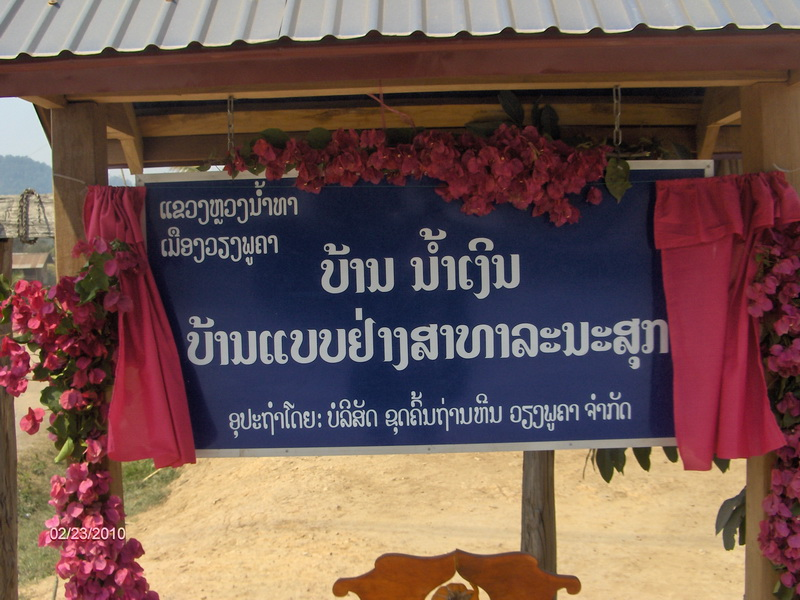 ແຂວງຫຼວງນ້ຳທາ
ເມືອງວຽງພູຄາ
ບ້ານ ນ້ຳເງິນ
ບ້ານແບບຢ່າງສາທາລະນະສຸກ
ອຸປະຖຳໂດຍ: ບໍລິສັດ ຂຸດຄົ້ນຖ່ານຫີນ ວຽງພູຄາ ຈຳກັດ
02/23/2010